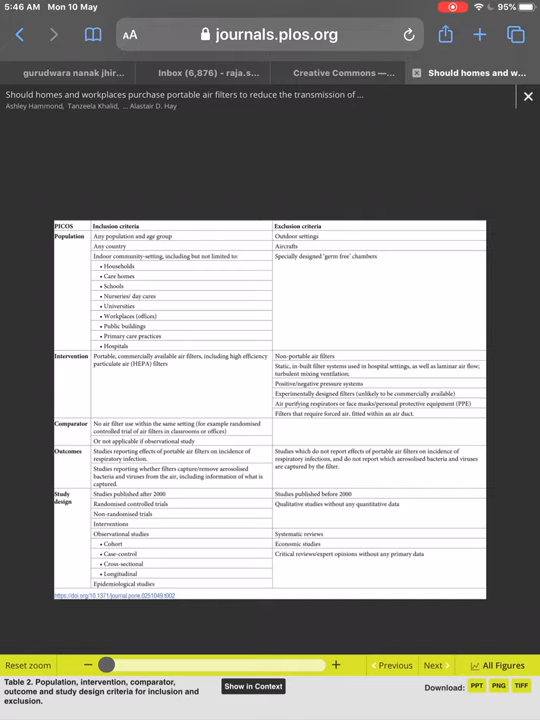 5:46 AM Mon 10 May 95%
AA journals.plos.org
gurudwara nanak jhir... Inbox (6,876) - raja.s... Creative Commons —... Should homes and w...
Should homes and workplaces purchase portable air filters to reduce the transmission of ...
Ashley Hammond, Tanzeela Khalid, ... Alastair D. Hay
PICOS Inclusion criteria Exclusion criteria
Population Any population and age group Outdoor settings
Any country Aircrafts
Indoor community-setting, including but not limited to: Specially designed 'germ free' chambers
• Households
• Care homes
• Schools
• Nurseries/ day cares
• Universities
• Workplaces (offices)
• Public buildings
• Primary care practices
• Hospitals
Intervention Portable, commercially available air filters, including high efficiency Non-portable air filters
particulate air (HEPA) filters Static, in-built filter systems used in hospital settings, as well as laminar air flow;
turbulent mixing ventilation;
Positive/negative pressure systems
Experimentally designed filters (unlikely to be commercially available)
Air purifying respirators or face masks/personal protective equipment (PPE)
Filters that require forced air, fitted within an air duct.
Comparator No air filter use within the same setting (for example randomised
controlled trial of air filters in classrooms or offices)
Or not applicable if observational study
Outcomes Studies reporting effects of portable air filters on incidence of Studies which do not report effects of portable air filters on incidence of
respiratory infection. respiratory infections, and do not report which aerosolised bacteria and viruses
Studies reporting whether filters capture/remove aerosolised are captured by the filter.
bacteria and viruses from the air, including information of what is
captured.
Study Studies published after 2000 Studies published before 2000
design Randomised controlled trials Qualitative studies without any quantitative data
Non-randomised trials
Interventions
Observational studies Systematic reviews
• Cohort Economic studies
• Case-control Critical reviews/expert opinions without any primary data
• Cross-sectional
• Longitudinal
Epidemiological studies
https://doi.org/10.1371/journal.pone.0251049.t002
Reset zoom − + Previous Next All Figures
Table 2. Population, intervention, comparator,
outcome and study design criteria for inclusion and
exclusion.
Show in Context
Download: PPT PNG TIFF